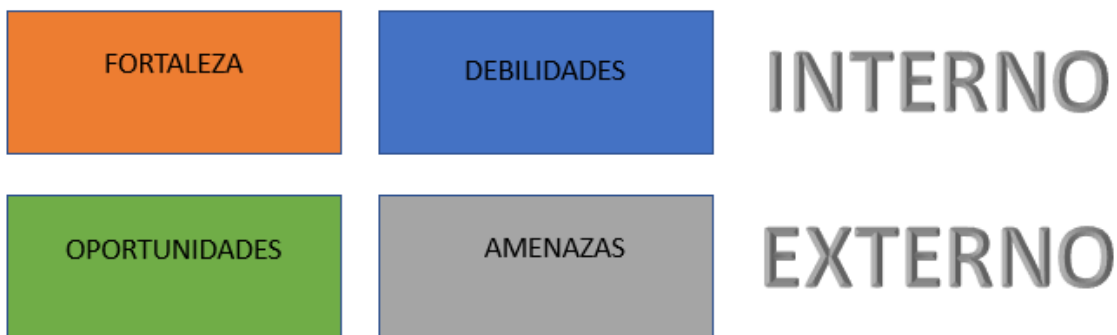 FORTALEZA
DEBILIDADES
INTERNO
OPORTUNIDADES
AMENAZAS
EXTERNO